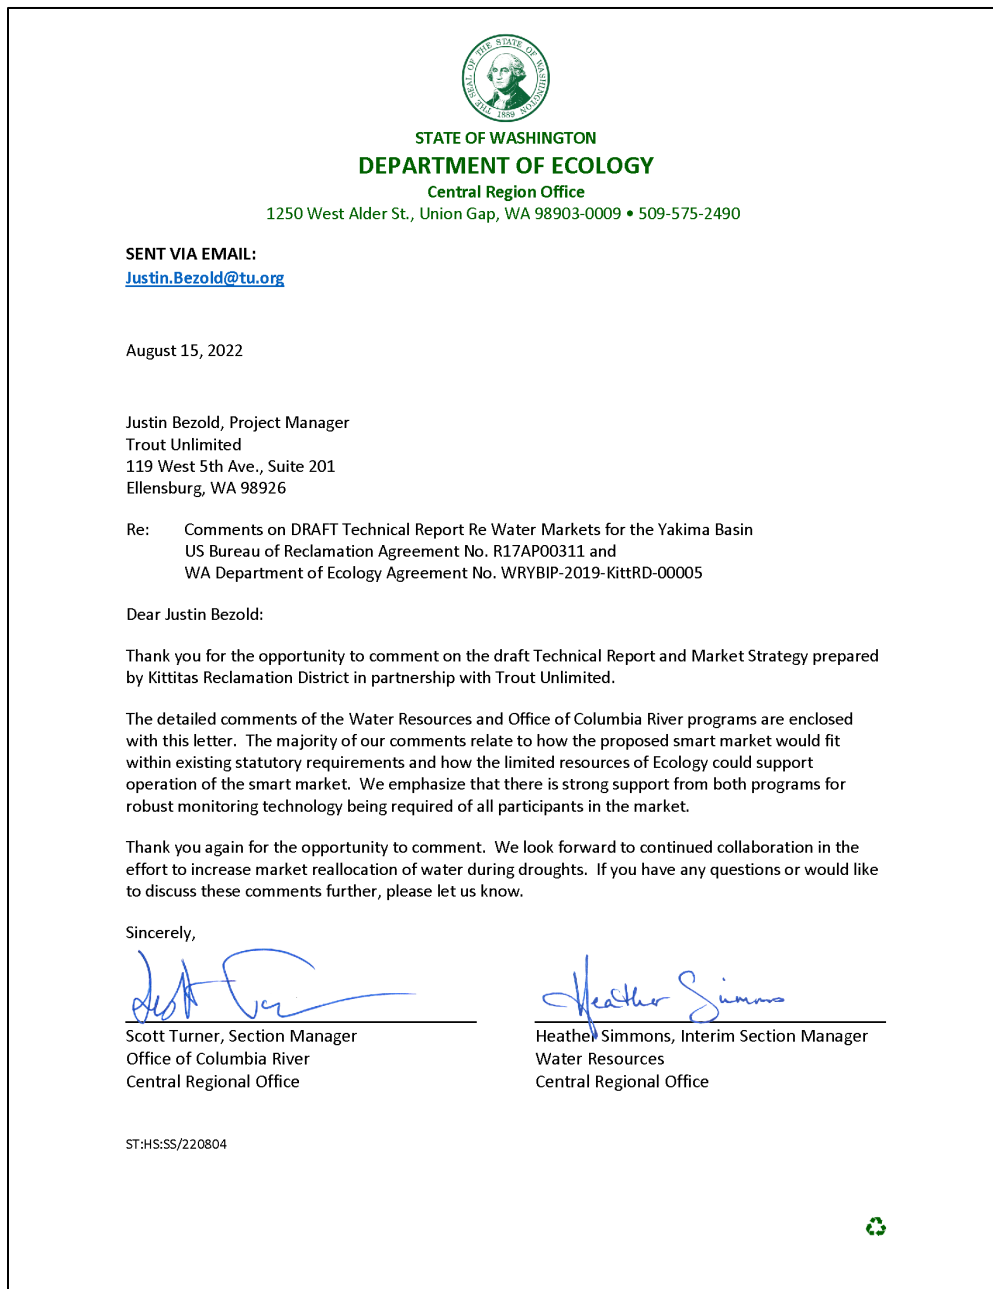 THE SEAL OF THE STATE OF WASHINGTON
1889
STATE OF WASHINGTON
DEPARTMENT OF ECOLOGY
Central Region Office
1250 West Alder St., Union Gap, WA 98903-0009 • 509-575-2490
SENT VIA EMAIL:
Justin.Bezold@tu.org
August 15, 2022
Justin Bezold, Project Manager
Trout Unlimited
119 West 5th Ave., Suite 201
Ellensburg, WA 98926
Re: Comments on DRAFT Technical Report Re Water Markets for the Yakima Basin
US Bureau of Reclamation Agreement No. R17AP00311 and
WA Department of Ecology Agreement No. WRYBIP-2019-KittRD-00005
Dear Justin Bezold:
Thank you for the opportunity to comment on the draft Technical Report and Market Strategy prepared
by Kittitas Reclamation District in partnership with Trout Unlimited.
The detailed comments of the Water Resources and Office of Columbia River programs are enclosed
with this letter.  The majority of our comments relate to how the proposed smart market would fit
within existing statutory requirements and how the limited resources of Ecology could support
operation of the smart market.  We emphasize that there is strong support from both programs for
robust monitoring technology being required of all participants in the market.
Thank you again for the opportunity to comment.  We look forward to continued collaboration in the
effort to increase market reallocation of water during droughts.  If you have any questions or would like
to discuss these comments further, please let us know.
Sincerely,
Heather Simmons
Scott Turner, Section Manager
Office of Columbia River
Central Regional Office
Heather Simmons, Interim Section Manager
Water Resources
Central Regional Office
ST:HS:SS/220804